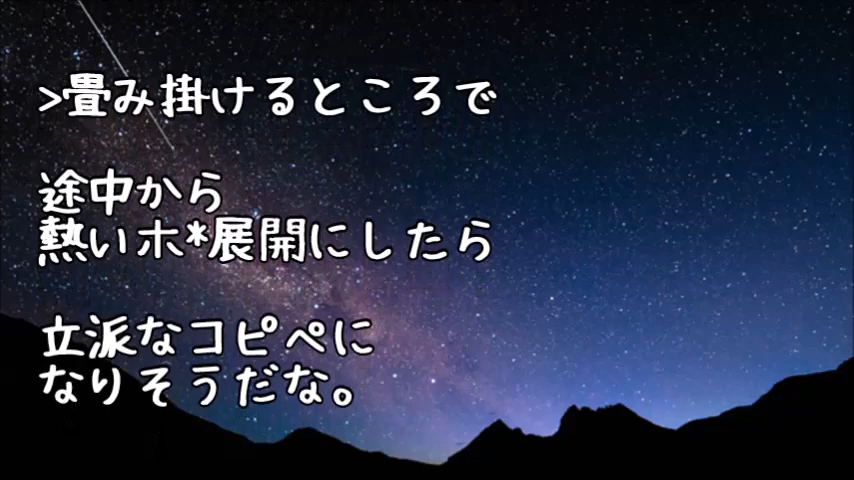 >畳み掛けるところで
途中から
熱いホ*展開にしたら
立派なコピペに
なりそうだな。